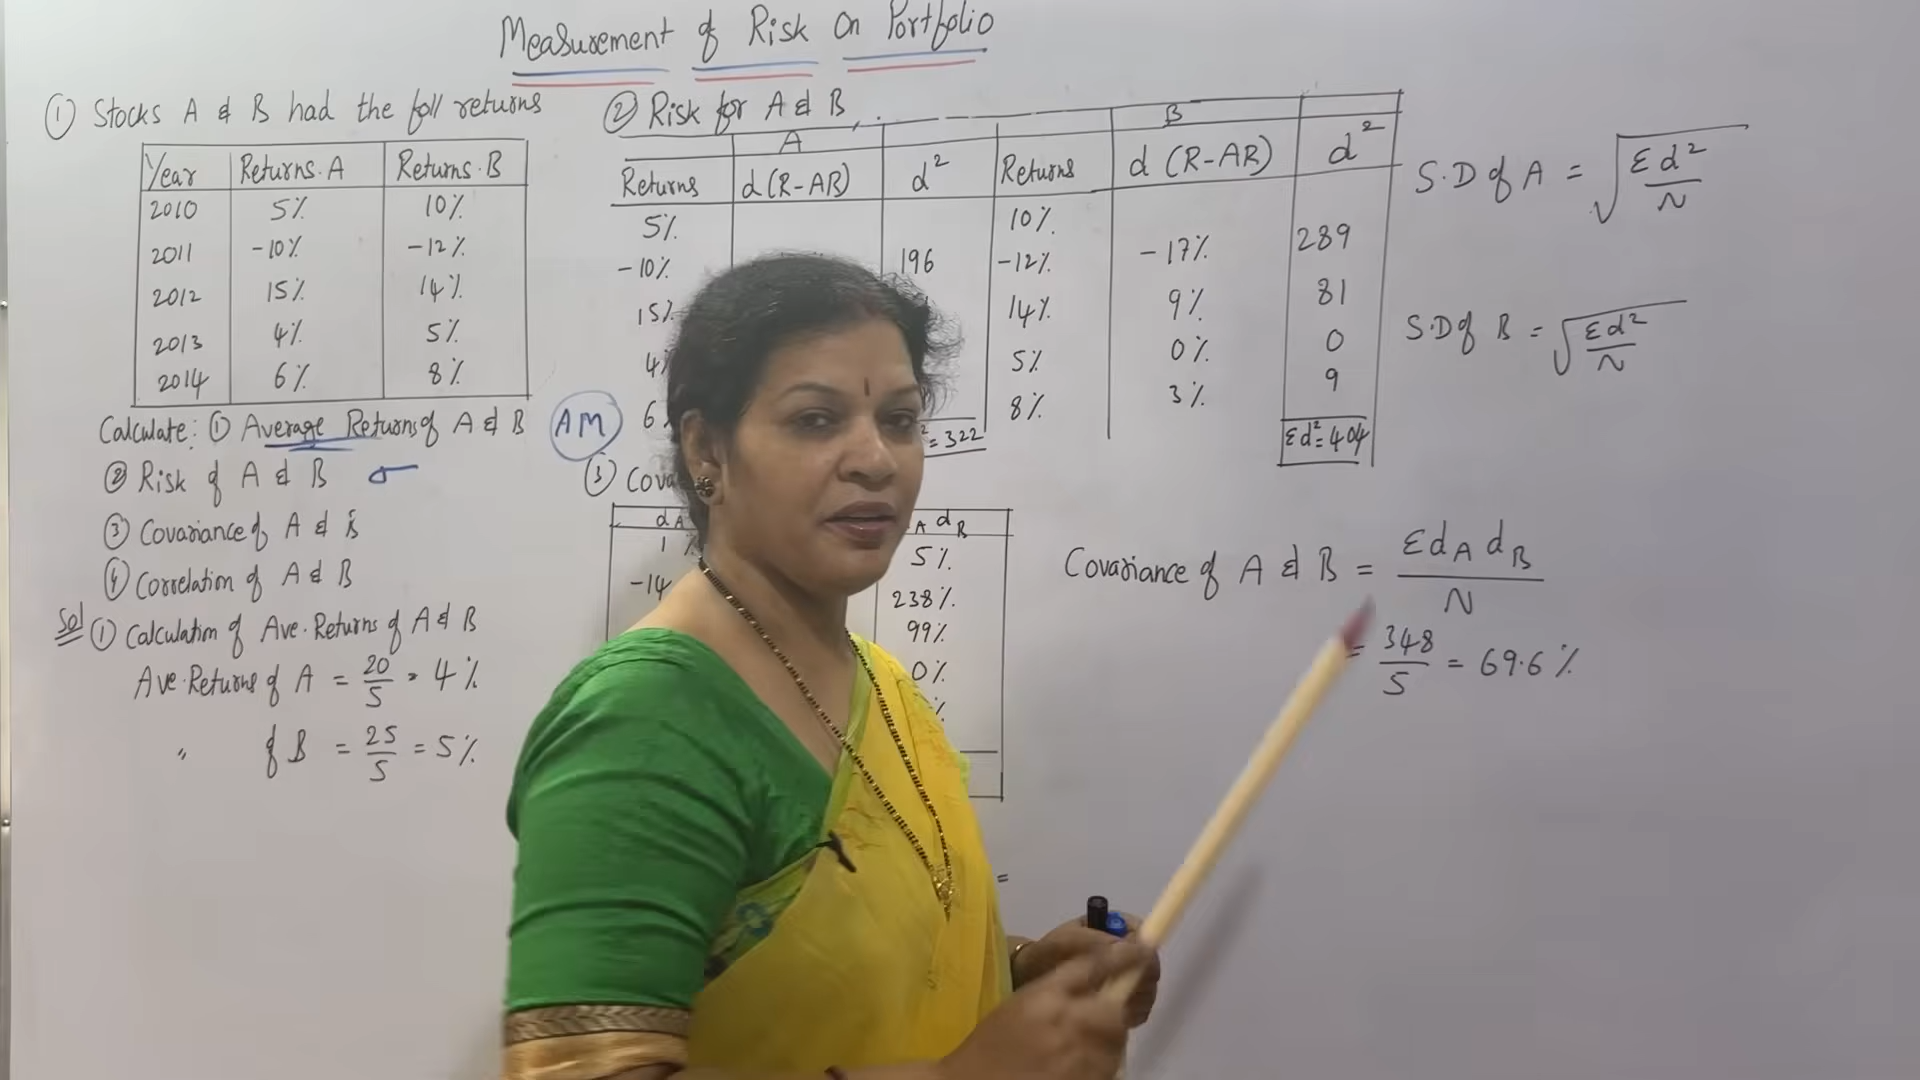 Measurement of Risk On Portfolio
① Stocks A & B had the foll returns
Year Returns.A Returns.B
2010 5% 10%
2011 -10% -12%
2012 15% 14%
2013 4% 5%
2014 6% 8%
Calculate: ① Average Returns of A & B
② Risk of A & B σ
③ Covariance of A & B
④ Correlation of A & B
Sol ① Calculation of Ave. Returns of A & B
Ave. Returns of A = 20/5 = 4%
" of B = 25/5 = 5%
② Risk for A & B
A B
Returns d(R-AR) d² Returns d (R-AR) d²
5% 10%
-10% 196 -12% -17% 289
15% 14% 9% 81
4% 5% 0% 0
6% 8% 3% 9
² = 322 Σd² = 404
AM
S.D of A = √Σd²/N
S.D of B = √Σd²/N
③ Cova
dA A dB
1% 5%
-14 238%
99%
0%
%
=
Covariance of A & B = ΣdA dB/N
= 348/5 = 69.6%